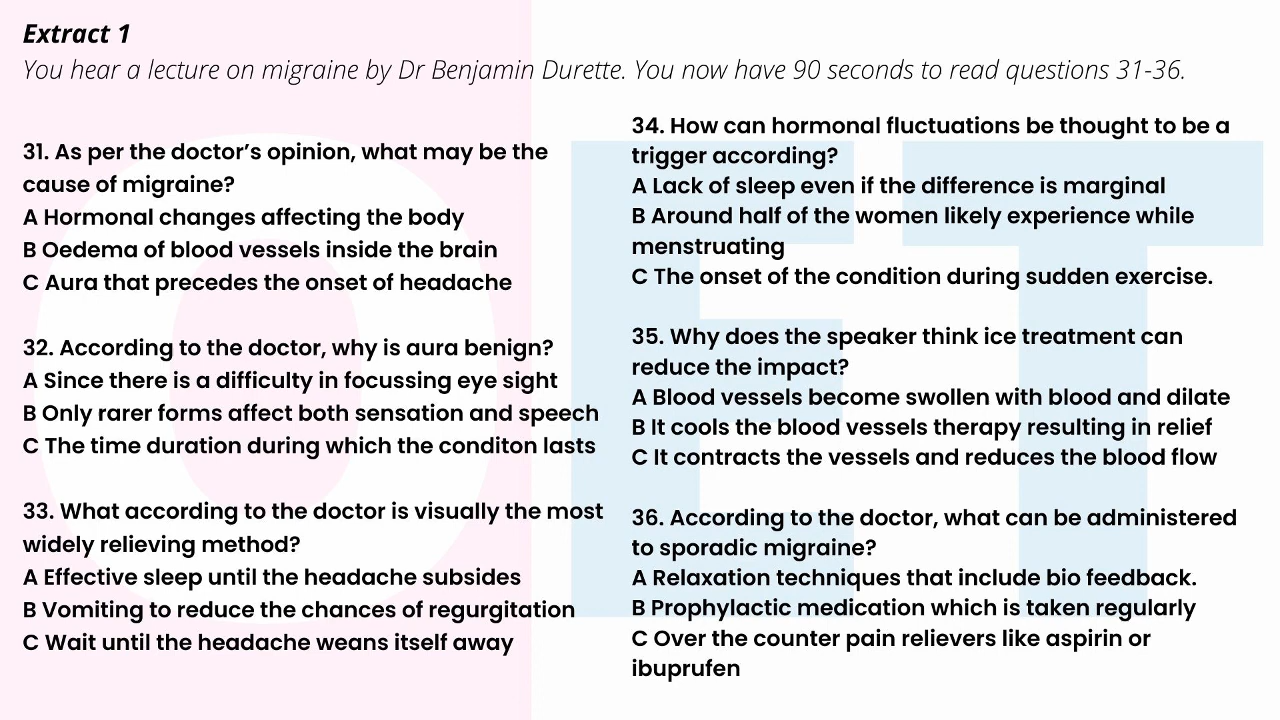 Extract 1
You hear a lecture on migraine by Dr Benjamin Durette. You now have 90 seconds to read questions 31-36.
31. As per the doctor's opinion, what may be the
cause of migraine?
A Hormonal changes affecting the body
B Oedema of blood vessels inside the brain
C Aura that precedes the onset of headache
32. According to the doctor, why is aura benign?
A Since there is a difficulty in focussing eye sight
B Only rarer forms affect both sensation and speech
C The time duration during which the conditon lasts
33. What according to the doctor is visually the most
widely relieving method?
A Effective sleep until the headache subsides
B Vomiting to reduce the chances of regurgitation
C Wait until the headache weans itself away
34. How can hormonal fluctuations be thought to be a
trigger according?
A Lack of sleep even if the difference is marginal
B Around half of the women likely experience while
menstruating
C The onset of the condition during sudden exercise.
35. Why does the speaker think ice treatment can
reduce the impact?
A Blood vessels become swollen with blood and dilate
B It cools the blood vessels therapy resulting in relief
C It contracts the vessels and reduces the blood flow
36. According to the doctor, what can be administered
to sporadic migraine?
A Relaxation techniques that include bio feedback.
B Prophylactic medication which is taken regularly
C Over the counter pain relievers like aspirin or
ibuprufen
OET